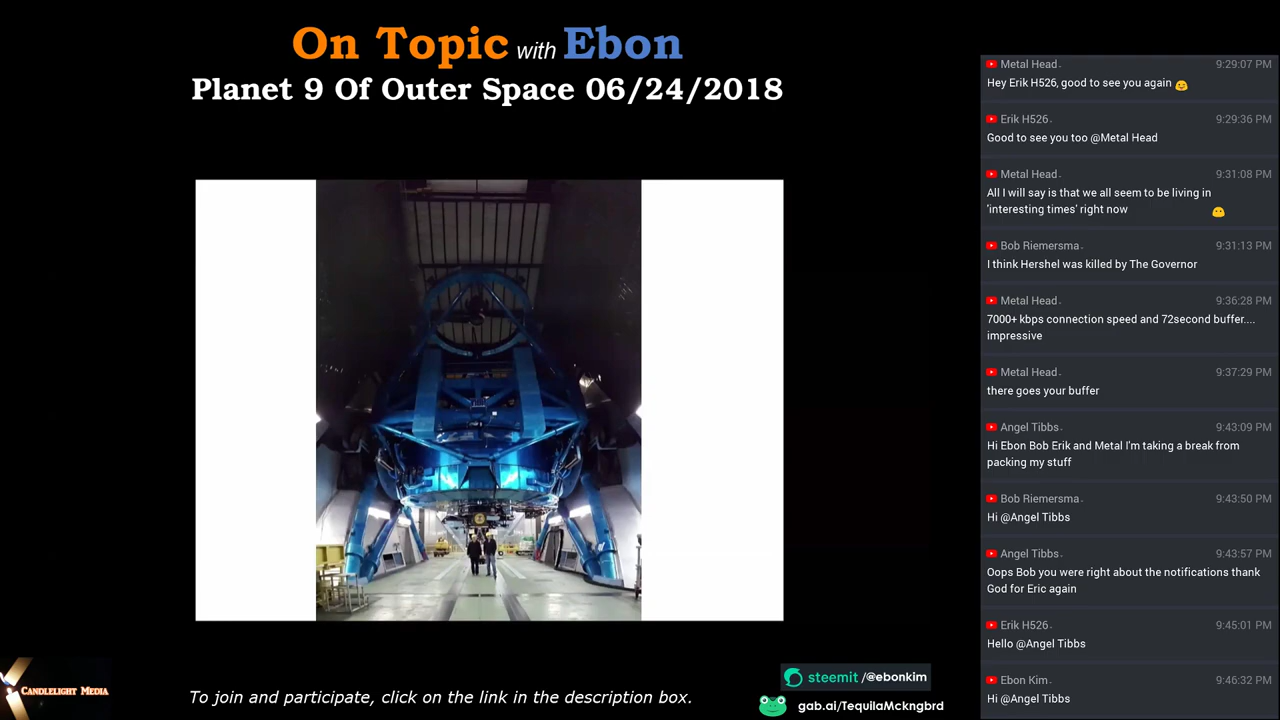 On Topic with Ebon
Planet 9 Of Outer Space 06/24/2018
Metal Head. 9:29:07 PM
Hey Erik H526, good to see you again
Erik H526. 9:29:36 PM
Good to see you too @Metal Head
Metal Head. 9:31:08 PM
All I will say is that we all seem to be living in
'interesting times' right now
Bob Riemersma. 9:31:13 PM
I think Hershel was killed by The Governor
Metal Head. 9:36:28 PM
7000+ kbps connection speed and 72second buffer....
impressive
Metal Head. 9:37:29 PM
there goes your buffer
Angel Tibbs. 9:43:09 PM
Hi Ebon Bob Erik and Metal I'm taking a break from
packing my stuff
Bob Riemersma. 9:43:50 PM
Hi @Angel Tibbs
Angel Tibbs. 9:43:57 PM
Oops Bob you were right about the notifications thank
God for Eric again
Erik H526. 9:45:01 PM
Hello @Angel Tibbs
Ebon Kim. 9:46:32 PM
Hi @Angel Tibbs
Candlelight Media
To join and participate, click on the link in the description box.
steemit /@ebonkim
gab.ai/TequilaMckngbrd